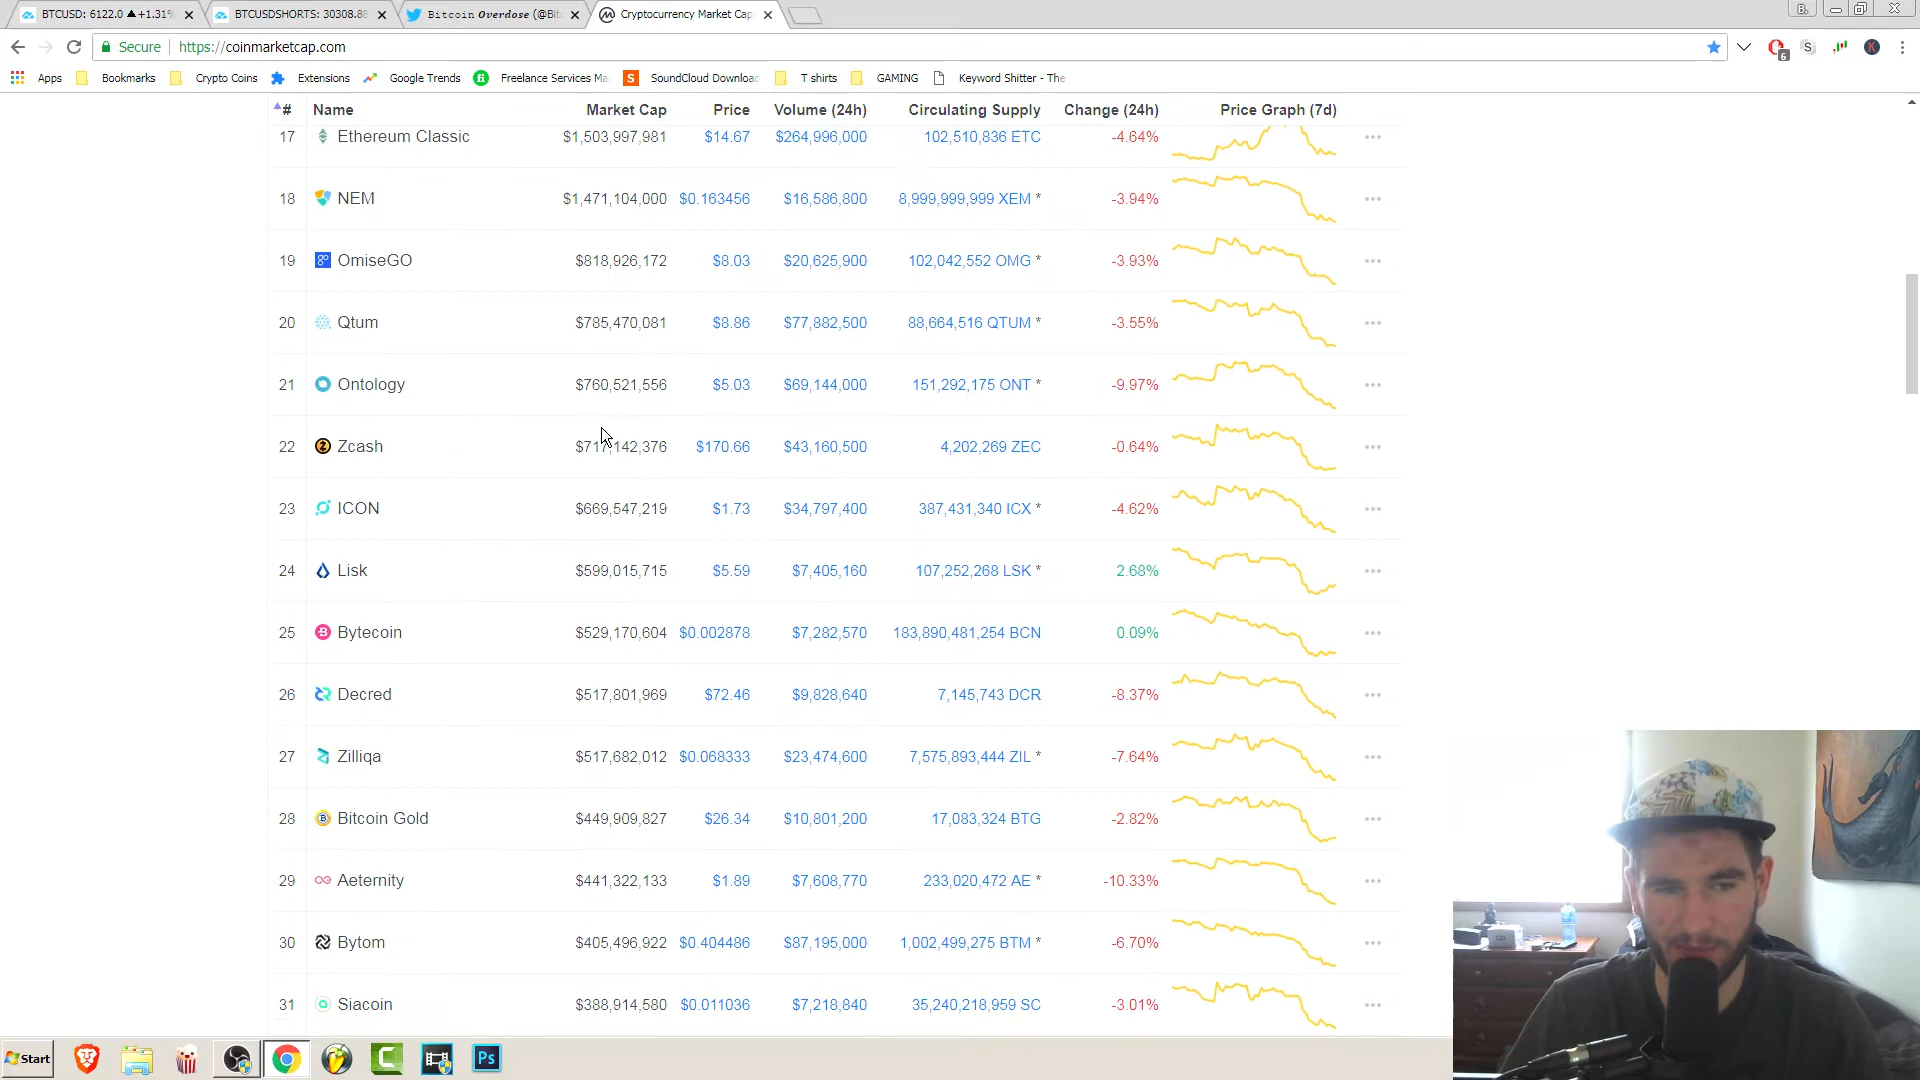 BTCUSD: 6122.0 ▲+1.31%
BTCUSDSHORTS: 30308.88
Bitcoin Overdose (@Bit
Cryptocurrency Market Cap
Secure | https://coinmarketcap.com
Apps Bookmarks Crypto Coins Extensions Google Trends Freelance Services Ma SoundCloud Download T shirts GAMING Keyword Shitter - The
# Name Market Cap Price Volume (24h) Circulating Supply Change (24h) Price Graph (7d)
17 Ethereum Classic $1,503,997,981 $14.67 $264,996,000 102,510,836 ETC -4.64%
18 NEM $1,471,104,000 $0.163456 $16,586,800 8,999,999,999 XEM * -3.94%
19 OmiseGO $818,926,172 $8.03 $20,625,900 102,042,552 OMG * -3.93%
20 Qtum $785,470,081 $8.86 $77,882,500 88,664,516 QTUM * -3.55%
21 Ontology $760,521,556 $5.03 $69,144,000 151,292,175 ONT * -9.97%
22 Zcash $717,142,376 $170.66 $43,160,500 4,202,269 ZEC -0.64%
23 ICON $669,547,219 $1.73 $34,797,400 387,431,340 ICX * -4.62%
24 Lisk $599,015,715 $5.59 $7,405,160 107,252,268 LSK * 2.68%
25 Bytecoin $529,170,604 $0.002878 $7,282,570 183,890,481,254 BCN 0.09%
26 Decred $517,801,969 $72.46 $9,828,640 7,145,743 DCR -8.37%
27 Zilliqa $517,682,012 $0.068333 $23,474,600 7,575,893,444 ZIL * -7.64%
28 Bitcoin Gold $449,909,827 $26.34 $10,801,200 17,083,324 BTG -2.82%
29 Aeternity $441,322,133 $1.89 $7,608,770 233,020,472 AE * -10.33%
30 Bytom $405,496,922 $0.404486 $87,195,000 1,002,499,275 BTM * -6.70%
31 Siacoin $388,914,580 $0.011036 $7,218,840 35,240,218,959 SC -3.01%
Start
Ps